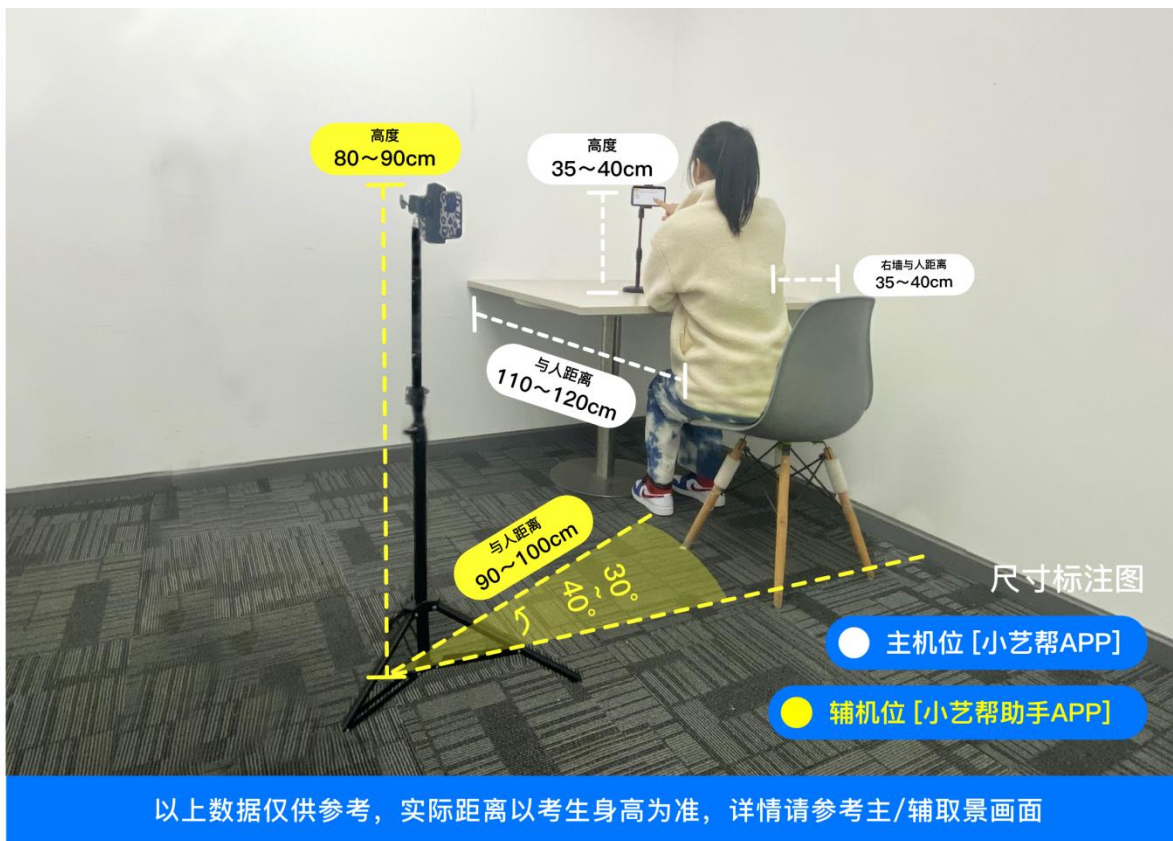 高度
80～90cm
高度
35～40cm
右墙与人距离
35～40cm
与人距离
110～120cm
与人距离
90～100cm
30°
~
40°
尺寸标注图
主机位 [小艺帮APP]
辅机位 [小艺帮助手APP]
以上数据仅供参考，实际距离以考生身高为准，详情请参考主/辅取景画面